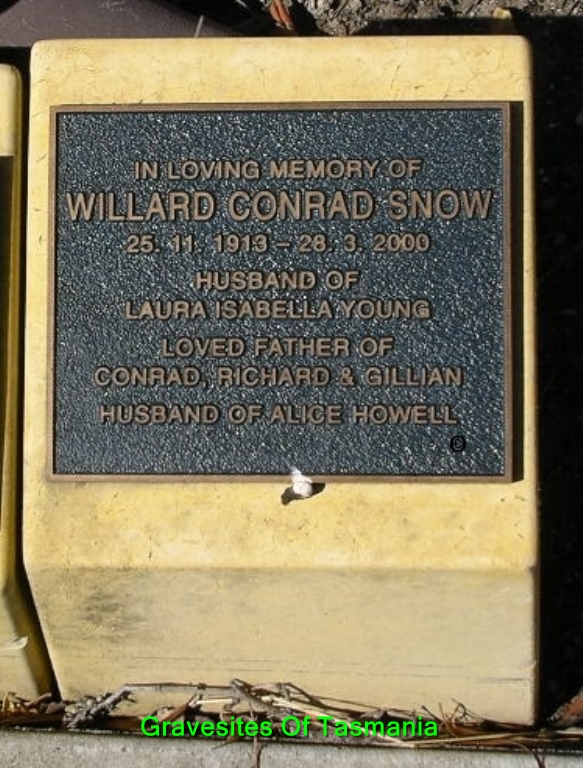 IN LOVING MEMORY OF
WILLARD CONRAD SNOW
25. 11. 1913 – 28. 3. 2000
HUSBAND OF
LAURA ISABELLA YOUNG
LOVED FATHER OF
CONRAD, RICHARD & GILLIAN
HUSBAND OF ALICE HOWELL
©
Gravesites Of Tasmania